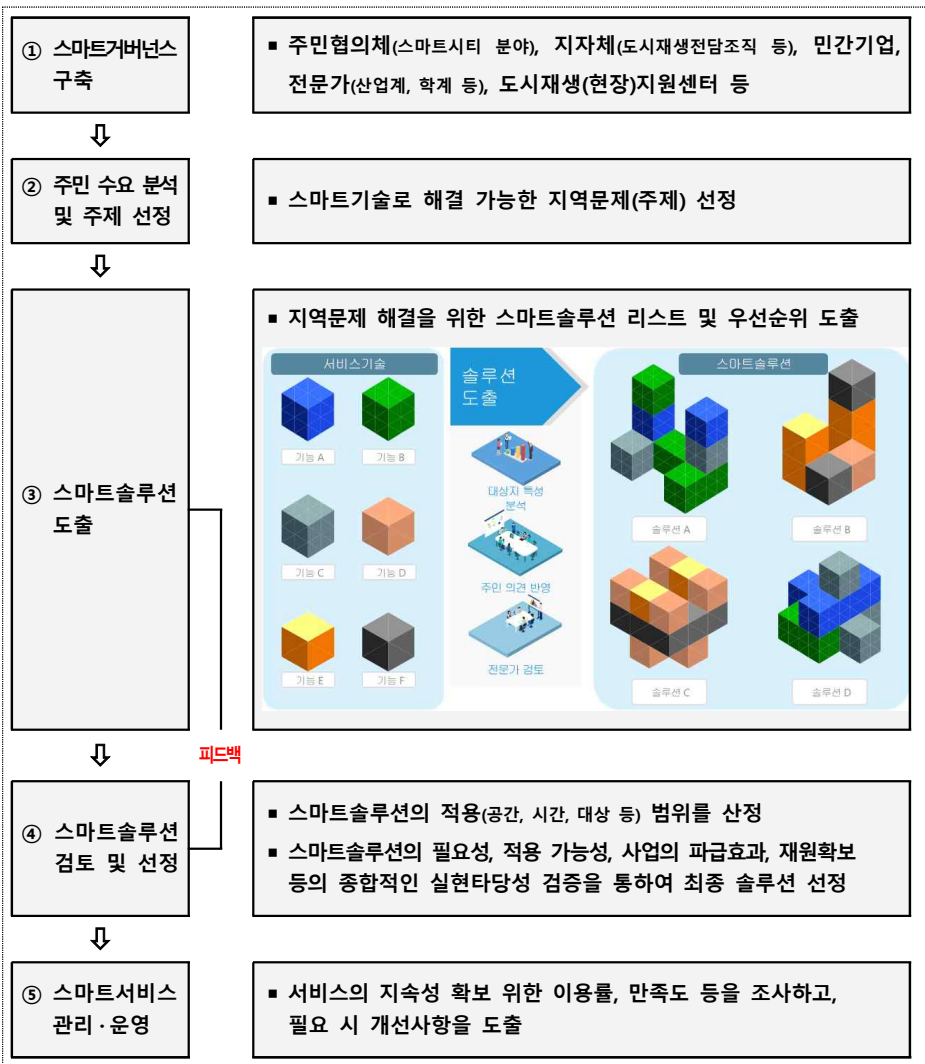 ① 스마트거버넌스
구축
▪ 주민협의체(스마트시티 분야), 지자체(도시재생전담조직 등), 민간기업,
전문가(산업계, 학계 등), 도시재생(현장)지원센터 등
⇩
② 주민 수요 분석
및 주제 선정
▪ 스마트기술로 해결 가능한 지역문제(주제) 선정
⇩
③ 스마트솔루션
도출
▪ 지역문제 해결을 위한 스마트솔루션 리스트 및 우선순위 도출
서비스기술
기능 A
기능 B
기능 C
기능 D
기능 E
기능 F
솔루션
도출
대상지 특성
분석
주민 의견 반영
전문가 검토
스마트솔루션
솔루션 A
솔루션 B
솔루션 C
솔루션 D
⇩
피드백
④ 스마트솔루션
검토 및 선정
▪ 스마트솔루션의 적용(공간, 시간, 대상 등) 범위를 산정
▪ 스마트솔루션의 필요성, 적용 가능성, 사업의 파급효과, 재원확보
등의 종합적인 실현타당성 검증을 통하여 최종 솔루션 선정
⇩
⑤ 스마트서비스
관리·운영
▪ 서비스의 지속성 확보 위한 이용률, 만족도 등을 조사하고,
필요 시 개선사항을 도출